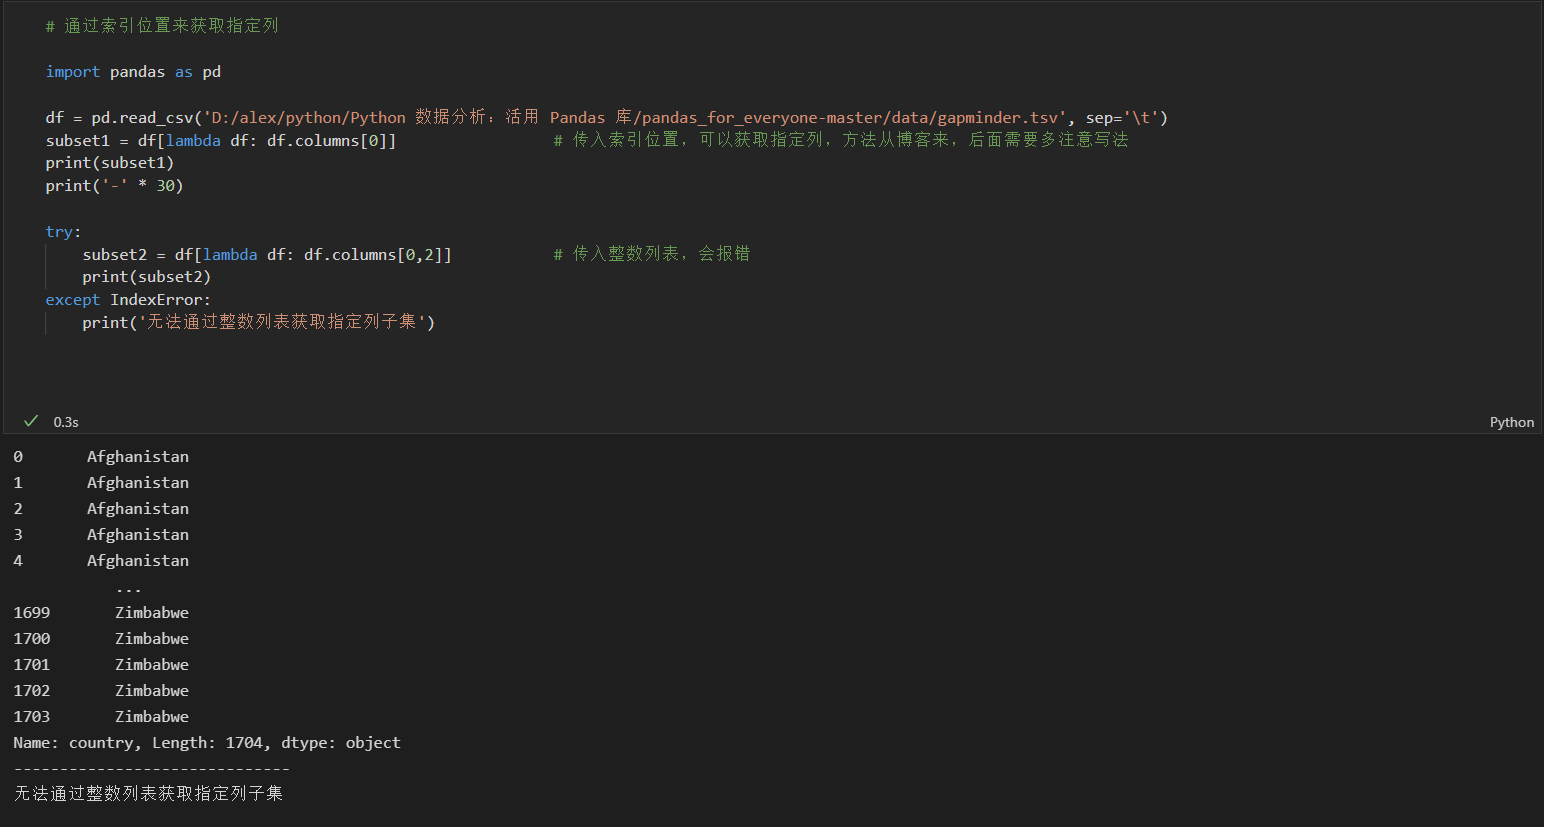 # 通过索引位置来获取指定列
import pandas as pd
df = pd.read_csv('D:/alex/python/Python 数据分析：活用 Pandas 库/pandas_for_everyone-master/data/gapminder.tsv', sep='\t')
subset1 = df[lambda df: df.columns[0]] # 传入索引位置，可以获取指定列，方法从博客来，后面需要多注意写法
print(subset1)
print('-' * 30)
try:
subset2 = df[lambda df: df.columns[0,2]] # 传入整数列表，会报错
print(subset2)
except IndexError:
print('无法通过整数列表获取指定列子集')
0.3s
Python
0 Afghanistan
1 Afghanistan
2 Afghanistan
3 Afghanistan
4 Afghanistan
...
1699 Zimbabwe
1700 Zimbabwe
1701 Zimbabwe
1702 Zimbabwe
1703 Zimbabwe
Name: country, Length: 1704, dtype: object
------------------------------
无法通过整数列表获取指定列子集